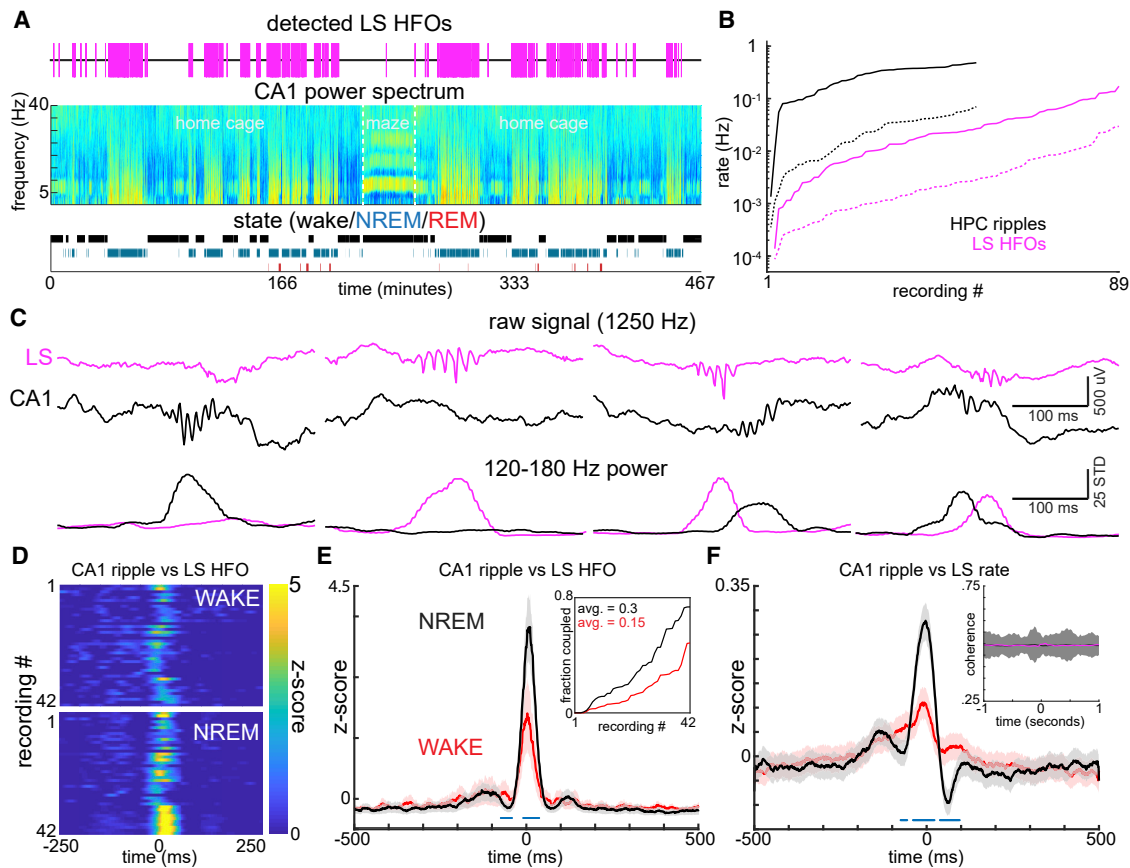 A
detected LS HFOs
CA1 power spectrum
frequency (Hz)
40
5
home cage
maze
home cage
state (wake/NREM/REM)
0
166
333
467
time (minutes)
B
rate (Hz)
1
10-1
10-2
10-3
10-4
HPC ripples
LS HFOs
1
89
recording #
C
raw signal (1250 Hz)
LS
CA1
500 uV
100 ms
120-180 Hz power
25 STD
100 ms
D
CA1 ripple vs LS HFO
recording #
1
WAKE
42
1
NREM
42
-250
0
250
time (ms)
5
z-score
0
E
CA1 ripple vs LS HFO
4.5
z-score
0
NREM
WAKE
-500
0
500
time (ms)
0.8
fraction coupled
0
avg. = 0.3
avg. = 0.15
1
42
recording #
F
CA1 ripple vs LS rate
0.35
z-score
0
-500
0
500
time (ms)
.75
coherence
.25
-1
0
1
time (seconds)